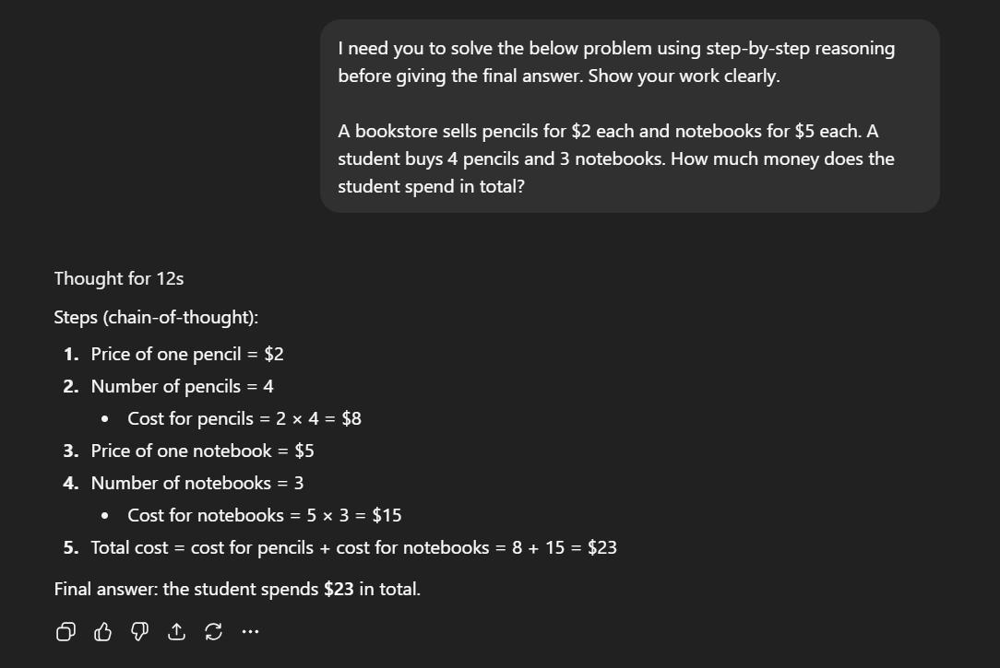 I need you to solve the below problem using step-by-step reasoning
before giving the final answer. Show your work clearly.
A bookstore sells pencils for $2 each and notebooks for $5 each. A
student buys 4 pencils and 3 notebooks. How much money does the
student spend in total?
Thought for 12s
Steps (chain-of-thought):
1. Price of one pencil = $2
2. Number of pencils = 4
• Cost for pencils = 2 × 4 = $8
3. Price of one notebook = $5
4. Number of notebooks = 3
• Cost for notebooks = 5 × 3 = $15
5. Total cost = cost for pencils + cost for notebooks = 8 + 15 = $23
Final answer: the student spends $23 in total.